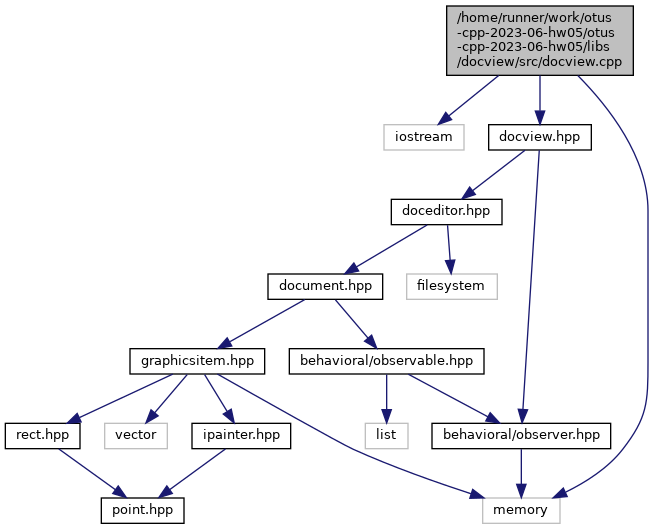 /home/runner/work/otus
-cpp-2023-06-hw05/otus
-cpp-2023-06-hw05/libs
/docview/src/docview.cpp
iostream
docview.hpp
doceditor.hpp
document.hpp
filesystem
graphicsitem.hpp
behavioral/observable.hpp
rect.hpp
vector
ipainter.hpp
list
behavioral/observer.hpp
point.hpp
memory